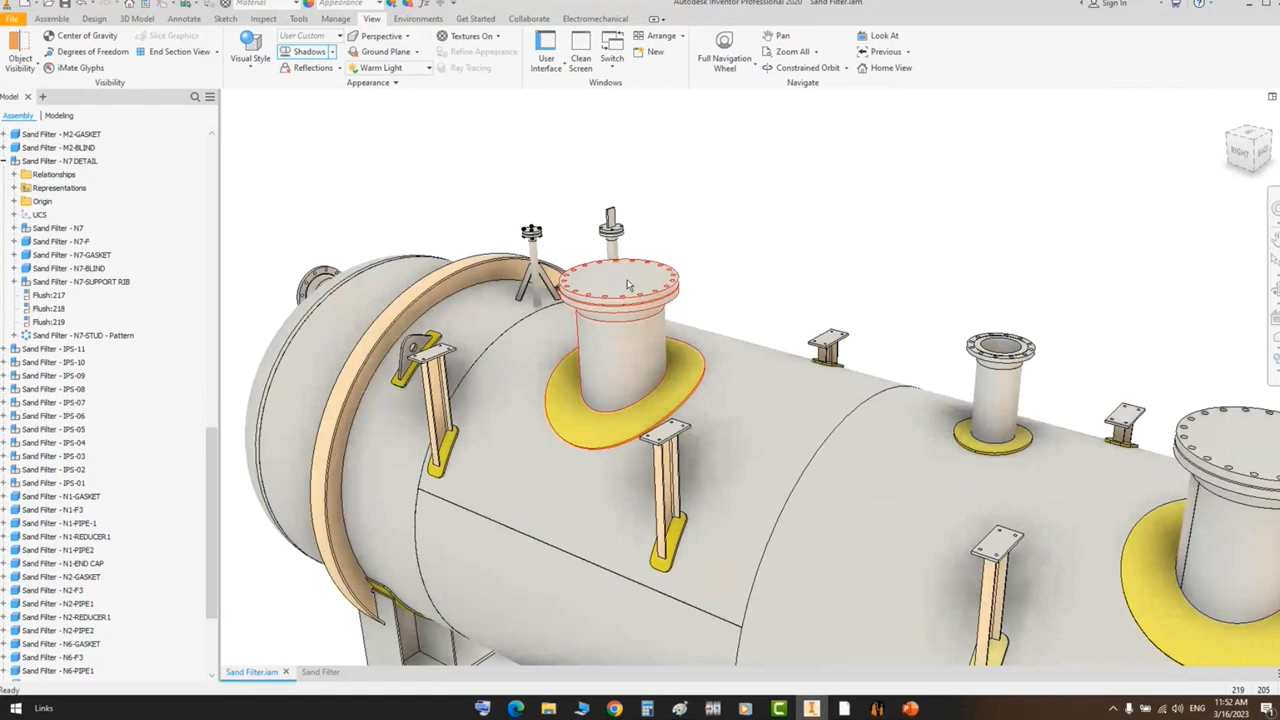 Material
Appearance
Autodesk Inventor Professional 2020 Sand Filter.iam
Sign In
File Assemble Design 3D Model Annotate Sketch Inspect Tools Manage View Environments Get Started Collaborate Electromechanical
Object Visibility
Center of Gravity
Degrees of Freedom
iMate Glyphs
Slice Graphics
End Section View
Visibility
Visual Style
User Custom
Shadows
Reflections
Perspective
Ground Plane
Warm Light
Textures On
Refine Appearance
Ray Tracing
Appearance
User Interface
Clean Screen
Switch
Arrange
New
Windows
Full Navigation Wheel
Pan
Zoom All
Constrained Orbit
Look At
Previous
Home View
Navigate
Model
Assembly Modeling
Sand Filter - M2-GASKET
Sand Filter - M2-BLIND
Sand Filter - N7 DETAIL
Relationships
Representations
Origin
UCS
Sand Filter - N7
Sand Filter - N7-F
Sand Filter - N7-GASKET
Sand Filter - N7-BLIND
Sand Filter - N7-SUPPORT RIB
Flush:217
Flush:218
Flush:219
Sand Filter - N7-STUD - Pattern
Sand Filter - IPS-11
Sand Filter - IPS-10
Sand Filter - IPS-09
Sand Filter - IPS-08
Sand Filter - IPS-07
Sand Filter - IPS-06
Sand Filter - IPS-05
Sand Filter - IPS-04
Sand Filter - IPS-03
Sand Filter - IPS-02
Sand Filter - IPS-01
Sand Filter - N1-GASKET
Sand Filter - N1-F3
Sand Filter - N1-PIPE-1
Sand Filter - N1-REDUCER1
Sand Filter - N1-PIPE2
Sand Filter - N1-END CAP
Sand Filter - N2-GASKET
Sand Filter - N2-F3
Sand Filter - N2-PIPE1
Sand Filter - N2-REDUCER1
Sand Filter - N2-PIPE2
Sand Filter - N6-GASKET
Sand Filter - N6-F3
Sand Filter - N6-PIPE1
RIGHT
Sand Filter.iam
Sand Filter
Ready
219 205
Links
11:52 AM
3/16/2023